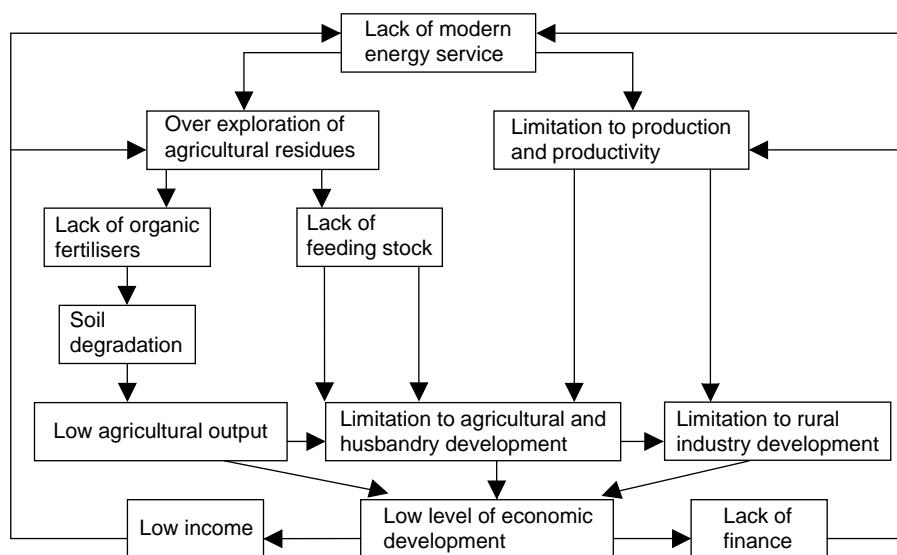 Lack of modern
energy service
Over exploration of
agricultural residues
Limitation to production
and productivity
Lack of organic
fertilisers
Lack of
feeding stock
Soil
degradation
Low agricultural output
Limitation to agricultural and
husbandry development
Limitation to rural
industry development
Low income
Low level of economic
development
Lack of
finance